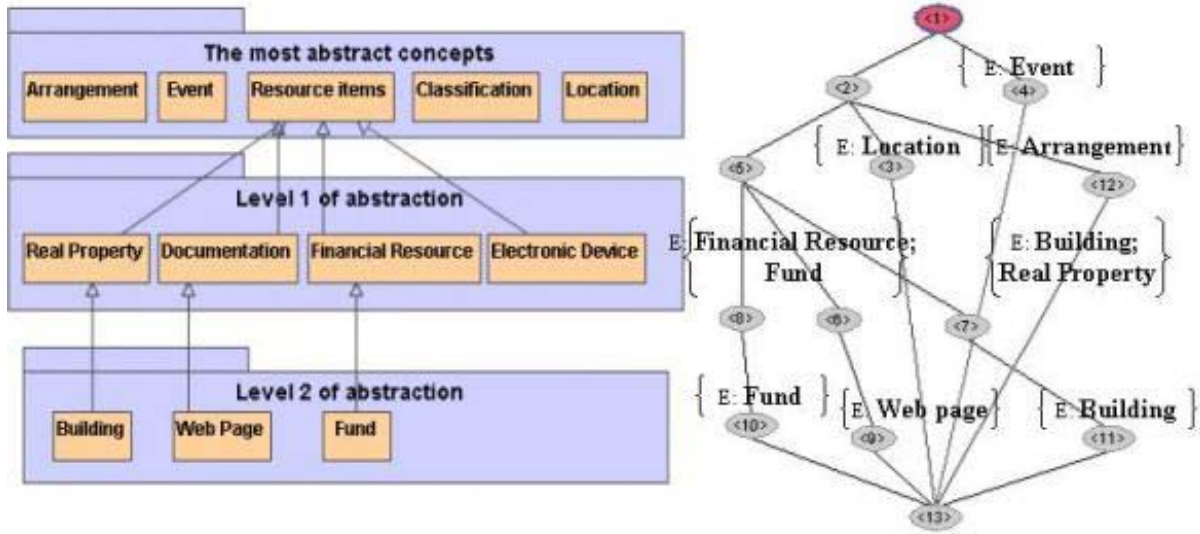 The most abstract concepts
Arrangement
Event
Resource items
Classification
Location
Level 1 of abstraction
Real Property
Documentation
Financial Resource
Electronic Device
Level 2 of abstraction
Building
Web Page
Fund
<1>
{ E: Event }
<2>
<4>
{ E: Location }
{ E: Arrangement }
<5>
<3>
<12>
E: { Financial Resource; }
Fund
{ E: Building; }
Real Property
<8>
<6>
<7>
{ E: Fund }
{ E: Web page }
{ E: Building }
<10>
<9>
<11>
<13>